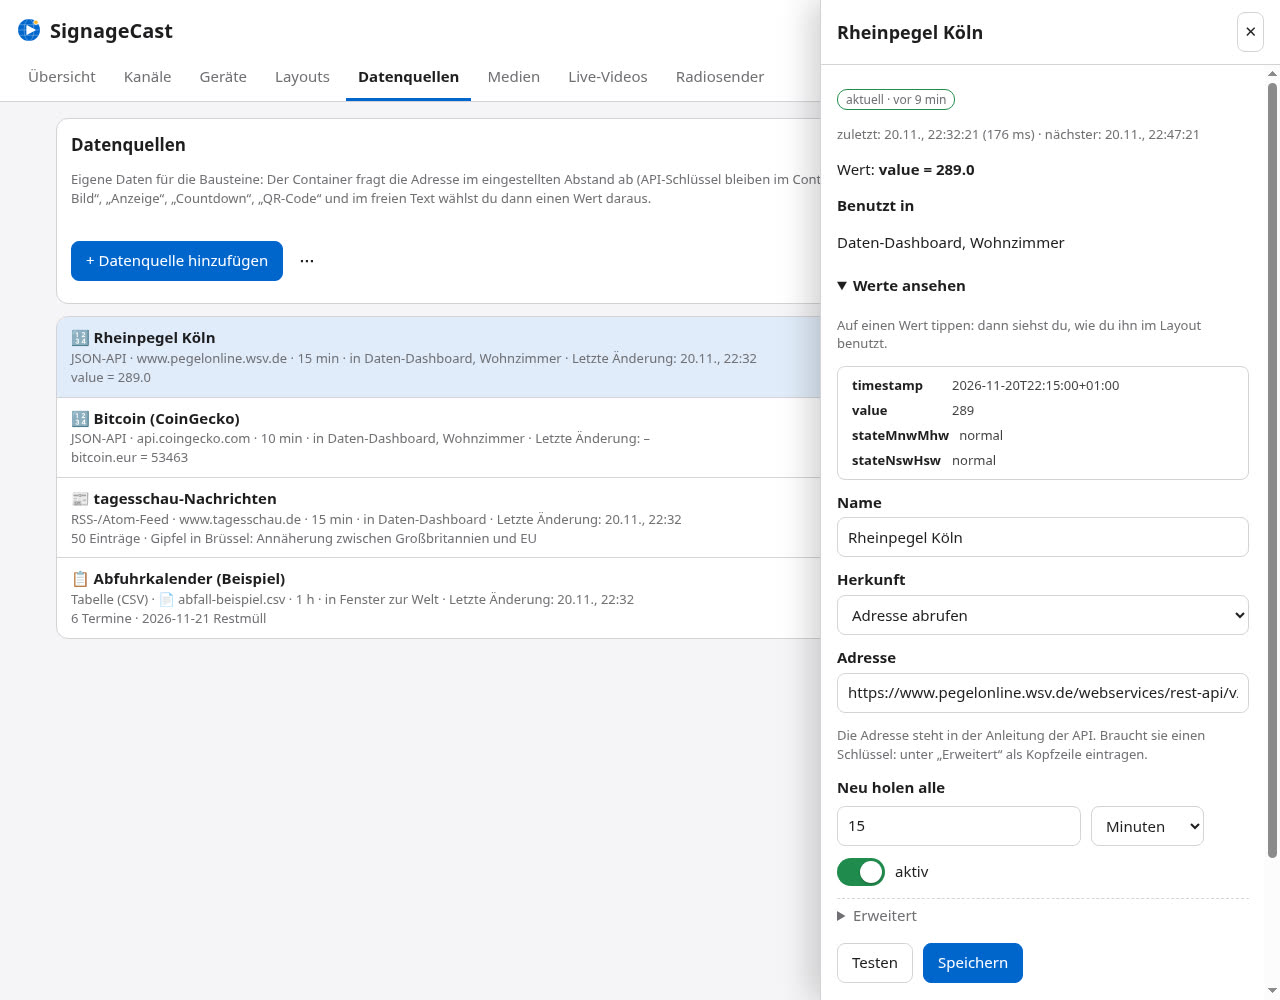 SignageCast
Übersicht Kanäle Geräte Layouts Datenquellen Medien Live-Videos Radiosender
Datenquellen
Eigene Daten für die Bausteine: Der Container fragt die Adresse im eingestellten Abstand ab (API-Schlüssel bleiben im
Bild“, „Anzeige“, „Countdown“, „QR-Code“ und im freien Text wählst du dann einen Wert daraus.
+ Datenquelle hinzufügen ⋯
🔢 Rheinpegel Köln
JSON-API · www.pegelonline.wsv.de · 15 min · in Daten-Dashboard, Wohnzimmer · Letzte Änderung: 20.11., 22:32
value = 289.0
🔢 Bitcoin (CoinGecko)
JSON-API · api.coingecko.com · 10 min · in Daten-Dashboard, Wohnzimmer · Letzte Änderung: –
bitcoin.eur = 53463
📰 tagesschau-Nachrichten
RSS-/Atom-Feed · www.tagesschau.de · 15 min · in Daten-Dashboard · Letzte Änderung: 20.11., 22:32
50 Einträge · Gipfel in Brüssel: Annäherung zwischen Großbritannien und EU
📋 Abfuhrkalender (Beispiel)
Tabelle (CSV) · 📄 abfall-beispiel.csv · 1 h · in Fenster zur Welt · Letzte Änderung: 20.11., 22:32
6 Termine · 2026-11-21 Restmüll
Rheinpegel Köln
✕
aktuell · vor 9 min
zuletzt: 20.11., 22:32:21 (176 ms) · nächster: 20.11., 22:47:21
Wert: value = 289.0
Benutzt in
Daten-Dashboard, Wohnzimmer
▼ Werte ansehen
Auf einen Wert tippen: dann siehst du, wie du ihn im Layout
benutzt.
timestamp 2026-11-20T22:15:00+01:00
value 289
stateMnwMhw normal
stateNswHsw normal
Name
Rheinpegel Köln
Herkunft
Adresse abrufen
Adresse
https://www.pegelonline.wsv.de/webservices/rest-api/v
Die Adresse steht in der Anleitung der API. Braucht sie einen
Schlüssel: unter „Erweitert“ als Kopfzeile eintragen.
Neu holen alle
15 Minuten
aktiv
▶ Erweitert
Testen Speichern